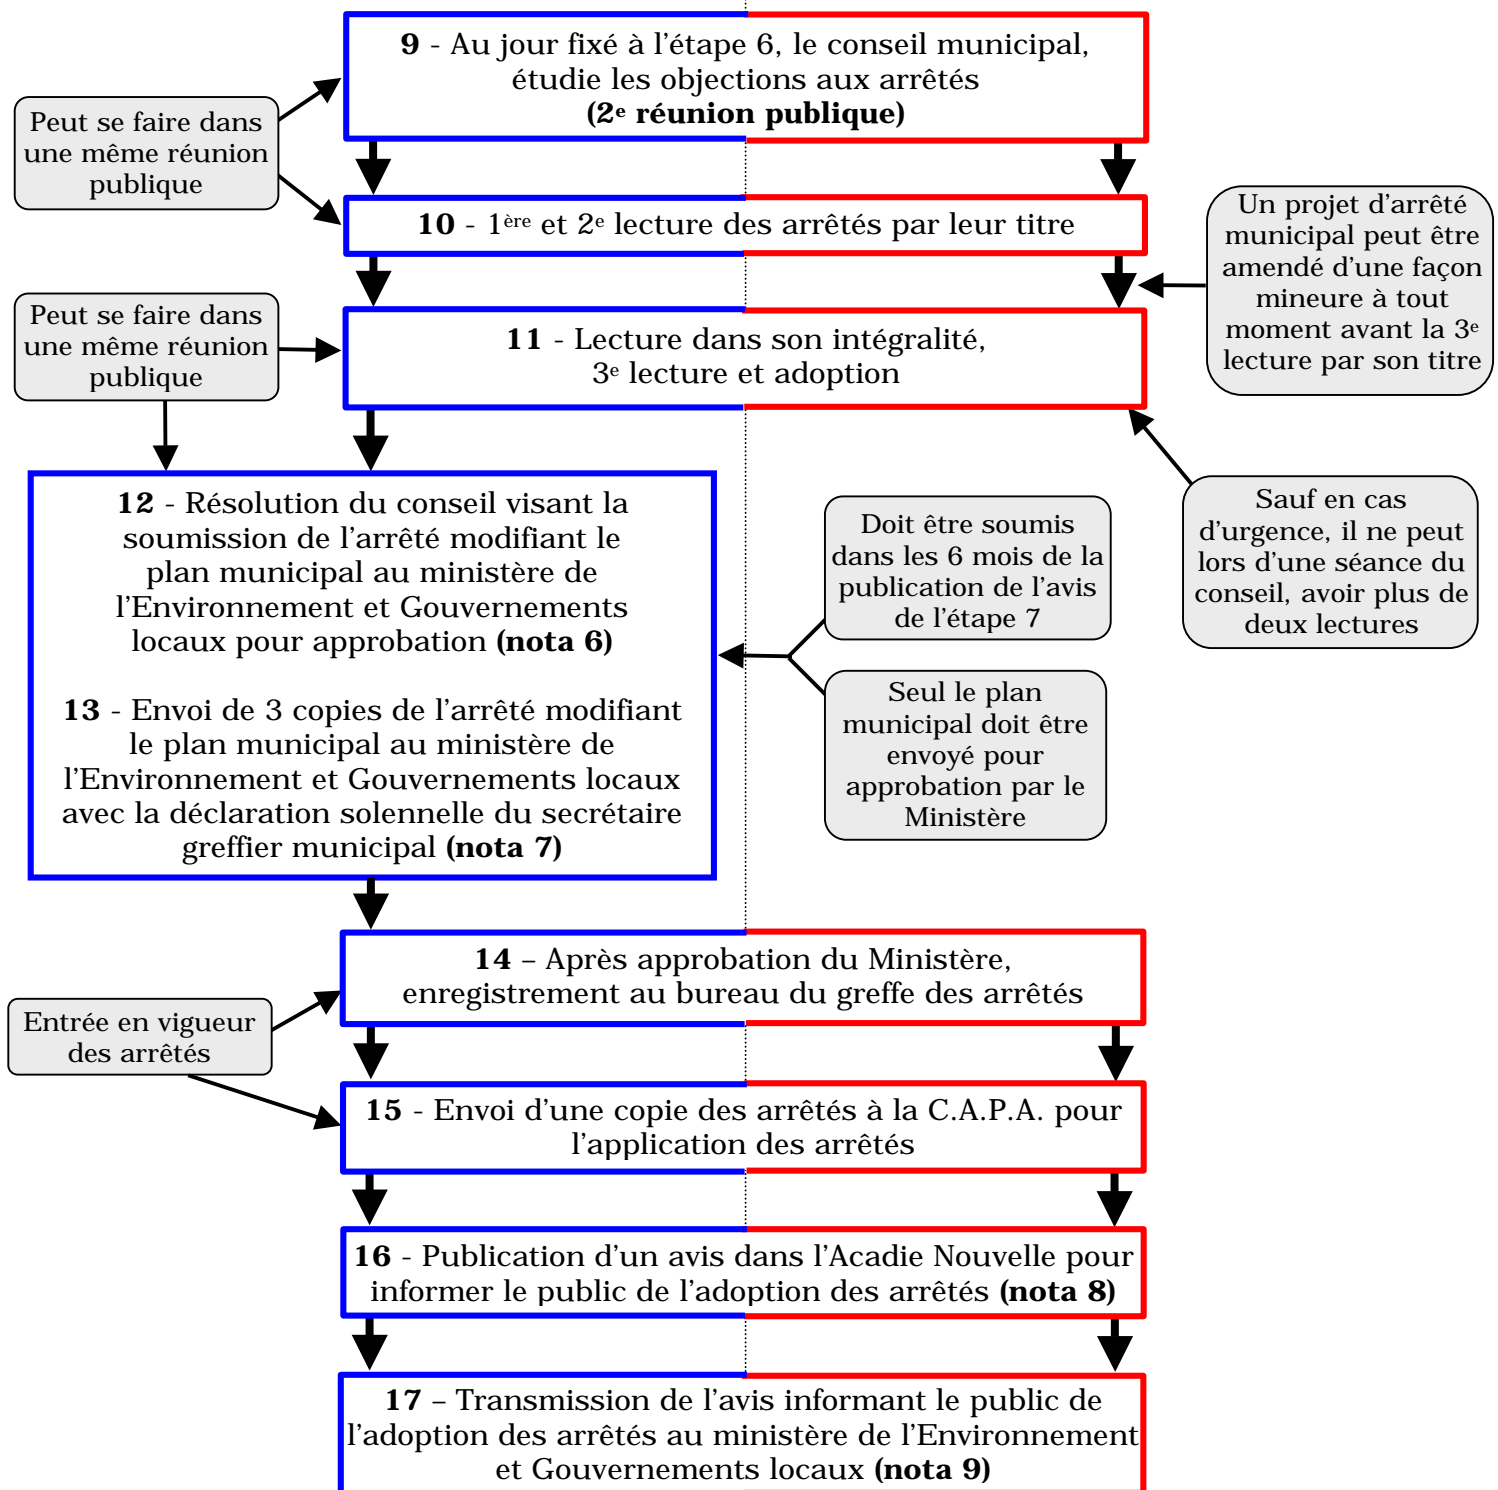 9 - Au jour fixé à l'étape 6, le conseil municipal,
étudie les objections aux arrêtés
(2e réunion publique)
Peut se faire dans
une même réunion
publique
10 - 1ère et 2e lecture des arrêtés par leur titre
Un projet d'arrêté
municipal peut être
amendé d'une façon
mineure à tout
moment avant la 3e
lecture par son titre
Peut se faire dans
une même réunion
publique
11 - Lecture dans son intégralité,
3e lecture et adoption
Sauf en cas
d'urgence, il ne peut
lors d'une séance du
conseil, avoir plus de
deux lectures
12 - Résolution du conseil visant la
soumission de l'arrêté modifiant le
plan municipal au ministère de
l'Environnement et Gouvernements
locaux pour approbation (nota 6)
13 - Envoi de 3 copies de l'arrêté modifiant
le plan municipal au ministère de
l'Environnement et Gouvernements locaux
avec la déclaration solennelle du secrétaire
greffier municipal (nota 7)
Doit être soumis
dans les 6 mois de la
publication de l'avis
de l'étape 7
Seul le plan
municipal doit être
envoyé pour
approbation par le
Ministère
14 – Après approbation du Ministère,
enregistrement au bureau du greffe des arrêtés
Entrée en vigueur
des arrêtés
15 - Envoi d'une copie des arrêtés à la C.A.P.A. pour
l'application des arrêtés
16 - Publication d'un avis dans l'Acadie Nouvelle pour
informer le public de l'adoption des arrêtés (nota 8)
17 – Transmission de l'avis informant le public de
l'adoption des arrêtés au ministère de l'Environnement
et Gouvernements locaux (nota 9)